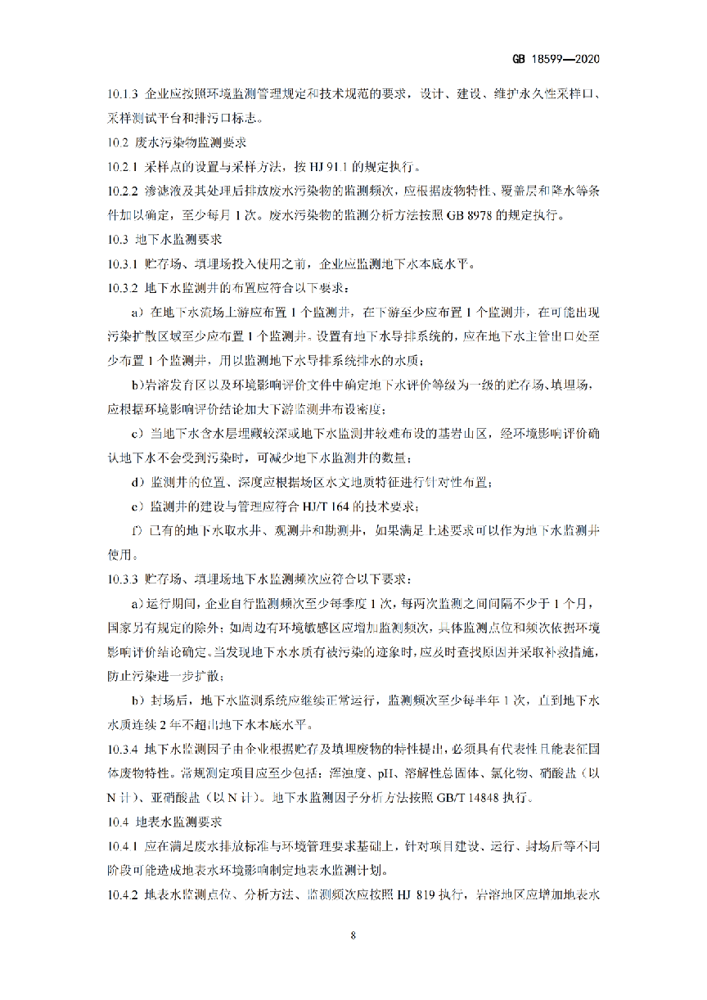 GB 18599—2020
10.1.3 企业应按照环境监测管理规定和技术规范的要求，设计、建设、维护永久性采样口、
采样测试平台和排污口标志。
10.2 废水污染物监测要求
10.2.1 采样点的设置与采样方法，按 HJ 91.1 的规定执行。
10.2.2 渗滤液及其处理后排放废水污染物的监测频次，应根据废物特性、覆盖层和降水等条
件加以确定，至少每月 1 次。废水污染物的监测分析方法按照 GB 8978 的规定执行。
10.3 地下水监测要求
10.3.1 贮存场、填埋场投入使用之前，企业应监测地下水本底水平。
10.3.2 地下水监测井的布置应符合以下要求：
a）在地下水流场上游应布置 1 个监测井，在下游至少应布置 1 个监测井，在可能出现
污染扩散区域至少应布置 1 个监测井。设置有地下水导排系统的，应在地下水主管出口处至
少布置 1 个监测井，用以监测地下水导排系统排水的水质；
b）岩溶发育区以及环境影响评价文件中确定地下水评价等级为一级的贮存场、填埋场，
应根据环境影响评价结论加大下游监测井布设密度；
c）当地下水含水层埋藏较深或地下水监测井较难布设的基岩山区，经环境影响评价确
认地下水不会受到污染时，可减少地下水监测井的数量；
d）监测井的位置、深度应根据场区水文地质特征进行针对性布置；
e）监测井的建设与管理应符合 HJ/T 164 的技术要求；
f）已有的地下水取水井、观测井和勘测井，如果满足上述要求可以作为地下水监测井
使用。
10.3.3 贮存场、填埋场地下水监测频次应符合以下要求：
a）运行期间，企业自行监测频次至少每季度 1 次，每两次监测之间间隔不少于 1 个月，
国家另有规定的除外；如周边有环境敏感区应增加监测频次，具体监测点位和频次依据环境
影响评价结论确定。当发现地下水水质有被污染的迹象时，应及时查找原因并采取补救措施，
防止污染进一步扩散；
b）封场后，地下水监测系统应继续正常运行，监测频次至少每半年 1 次，直到地下水
水质连续 2 年不超出地下水本底水平。
10.3.4 地下水监测因子由企业根据贮存及填埋废物的特性提出，必须具有代表性且能表征固
体废物特性。常规测定项目应至少包括：浑浊度、pH、溶解性总固体、氯化物、硝酸盐（以
N 计）、亚硝酸盐（以 N 计）。地下水监测因子分析方法按照 GB/T 14848 执行。
10.4 地表水监测要求
10.4.1 应在满足废水排放标准与环境管理要求基础上，针对项目建设、运行、封场后等不同
阶段可能造成地表水环境影响制定地表水监测计划。
10.4.2 地表水监测点位、分析方法、监测频次应按照 HJ 819 执行，岩溶地区应增加地表水
8